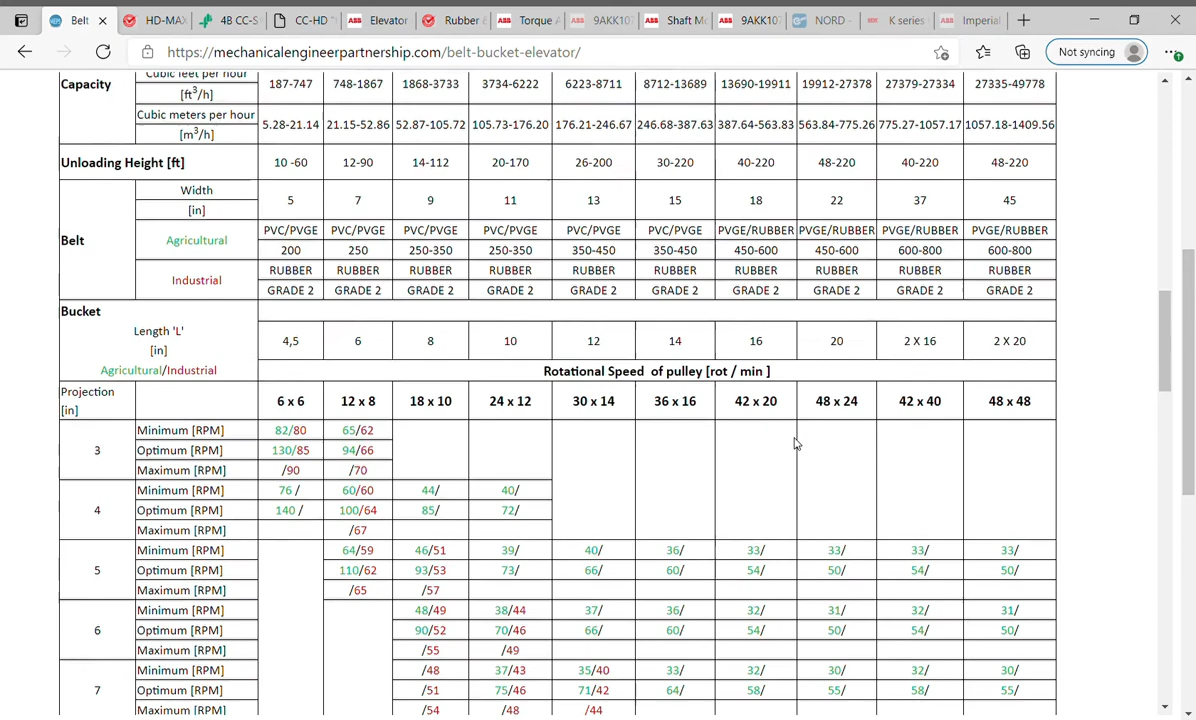 Belt HD-MAX 4B CC-S CC-HD " Elevator Rubber & Torque A 9AKK107 Shaft Mo 9AKK107 NORD - K series Imperial
https://mechanicalengineerpartnership.com/belt-bucket-elevator/ Not syncing
Capacity Cubic feet per hour [ft³/h] 187-747 748-1867 1868-3733 3734-6222 6223-8711 8712-13689 13690-19911 19912-27378 27379-27334 27335-49778
Cubic meters per hour [m³/h] 5.28-21.14 21.15-52.86 52.87-105.72 105.73-176.20 176.21-246.67 246.68-387.63 387.64-563.83 563.84-775.26 775.27-1057.17 1057.18-1409.56
Unloading Height [ft] 10 -60 12-90 14-112 20-170 26-200 30-220 40-220 48-220 40-220 48-220
Belt
Width [in] 5 7 9 11 13 15 18 22 37 45
Agricultural PVC/PVGE PVC/PVGE PVC/PVGE PVC/PVGE PVC/PVGE PVC/PVGE PVGE/RUBBER PVGE/RUBBER PVGE/RUBBER PVGE/RUBBER
200 250 250-350 250-350 350-450 350-450 450-600 450-600 600-800 600-800
Industrial RUBBER RUBBER RUBBER RUBBER RUBBER RUBBER RUBBER RUBBER RUBBER RUBBER
GRADE 2 GRADE 2 GRADE 2 GRADE 2 GRADE 2 GRADE 2 GRADE 2 GRADE 2 GRADE 2 GRADE 2
Bucket
Length 'L'
[in] 4,5 6 8 10 12 14 16 20 2 X 16 2 X 20
Agricultural/Industrial Rotational Speed of pulley [rot / min ]
Projection [in] 6 x 6 12 x 8 18 x 10 24 x 12 30 x 14 36 x 16 42 x 20 48 x 24 42 x 40 48 x 48
3
Minimum [RPM] 82/80 65/62
Optimum [RPM] 130/85 94/66
Maximum [RPM] /90 /70
4
Minimum [RPM] 76 / 60/60 44/ 40/
Optimum [RPM] 140 / 100/64 85/ 72/
Maximum [RPM] /67
5
Minimum [RPM] 64/59 46/51 39/ 40/ 36/ 33/ 33/ 33/ 33/
Optimum [RPM] 110/62 93/53 73/ 66/ 60/ 54/ 50/ 54/ 50/
Maximum [RPM] /65 /57
6
Minimum [RPM] 48/49 38/44 37/ 36/ 32/ 31/ 32/ 31/
Optimum [RPM] 90/52 70/46 66/ 60/ 54/ 50/ 54/ 50/
Maximum [RPM] /55 /49
7
Minimum [RPM] /48 37/43 35/40 33/ 32/ 30/ 32/ 30/
Optimum [RPM] /51 75/46 71/42 64/ 58/ 55/ 58/ 55/
Maximum [RPM] /54 /48 /44